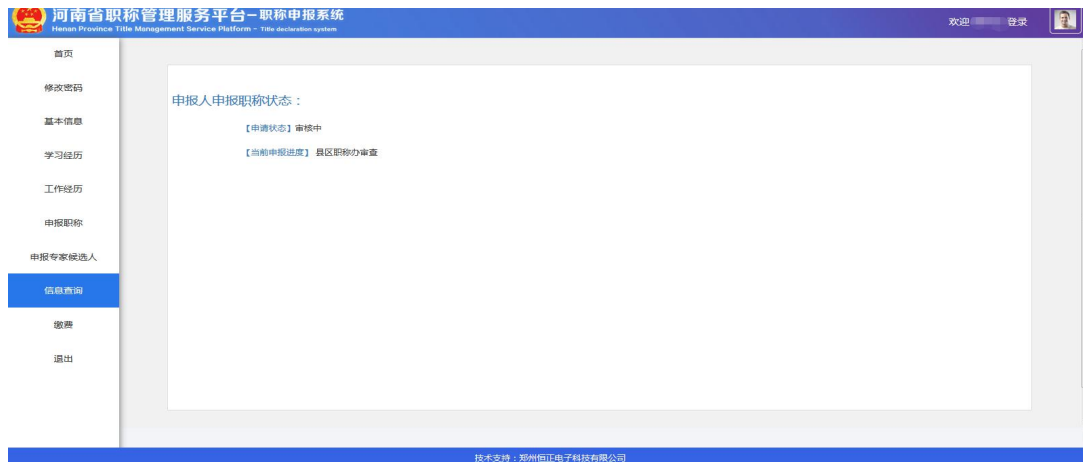 河南省职称管理服务平台-职称申报系统
Henan Province Title Management Service Platform - Title declaration system
欢迎 登录
首页
修改密码
基本信息
学习经历
工作经历
申报职称
申报专家候选人
信息查询
缴费
退出
申报人申报职称状态：
【申请状态】审核中
【当前申报进度】县区职称办审查
技术支持：郑州恒正电子科技有限公司